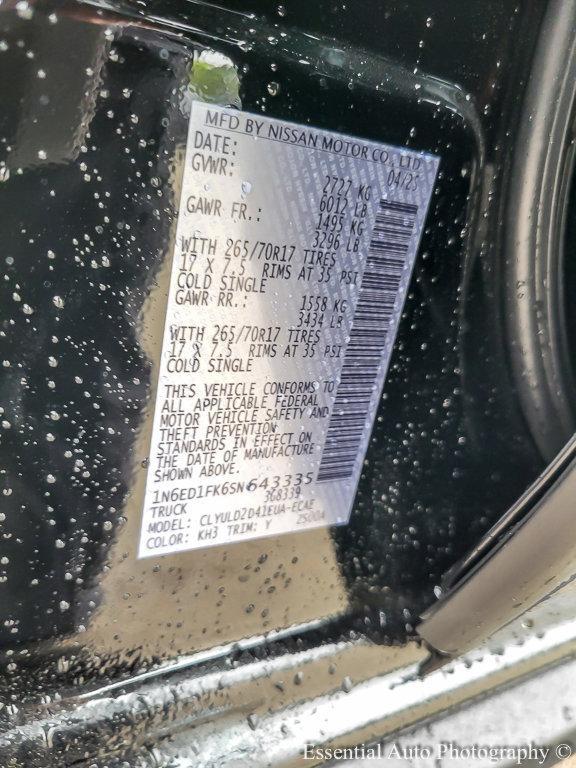 MFD BY NISSAN MOTOR CO., LTD
DATE: 04/25
GVWR: 2727 KG
6012 LB
GAWR FR.: 1495 KG
3296 LB
WITH 265/70R17 TIRES
17 X 7.5 RIMS AT 35 PSI
COLD SINGLE
GAWR RR.: 1558 KG
3434 LB
WITH 265/70R17 TIRES
17 X 7.5 RIMS AT 35 PSI
COLD SINGLE
THIS VEHICLE CONFORMS TO
ALL APPLICABLE FEDERAL
MOTOR VEHICLE SAFETY AND
THEFT PREVENTION
STANDARDS IN EFFECT ON
THE DATE OF MANUFACTURE
SHOWN ABOVE.
1N6ED1FK6SN643335
TRUCK 368339
MODEL: CLYULD2D41EUA-ECAE
COLOR: KH3 TRIM: Y 2S004
Essential Auto Photography ©